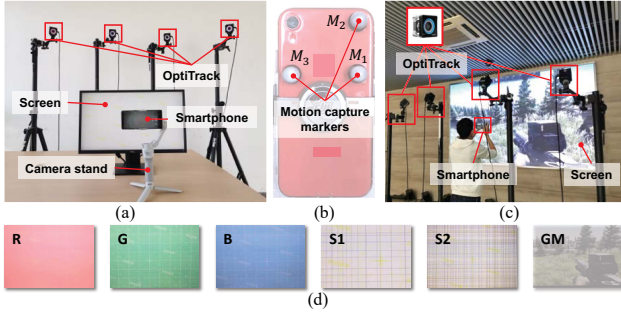 OptiTrack
Screen
Smartphone
Camera stand
(a)
M₂
M₃
M₁
Motion capture
markers
(b)
OptiTrack
Smartphone
Screen
(c)
R
G
B
S1
S2
GM
(d)